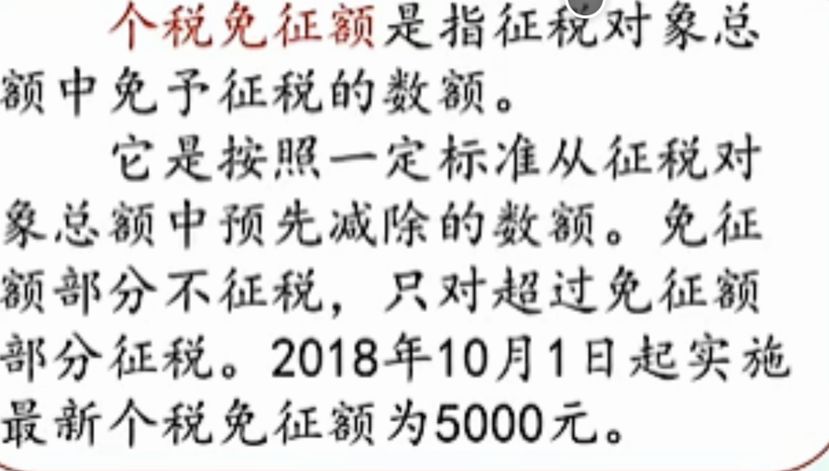 个税免征额是指征税对象总
额中免予征税的数额。
它是按照一定标准从征税对
象总额中预先减除的数额。免征
额部分不征税，只对超过免征额
部分征税。2018年10月1日起实施
最新个税免征额为5000元。